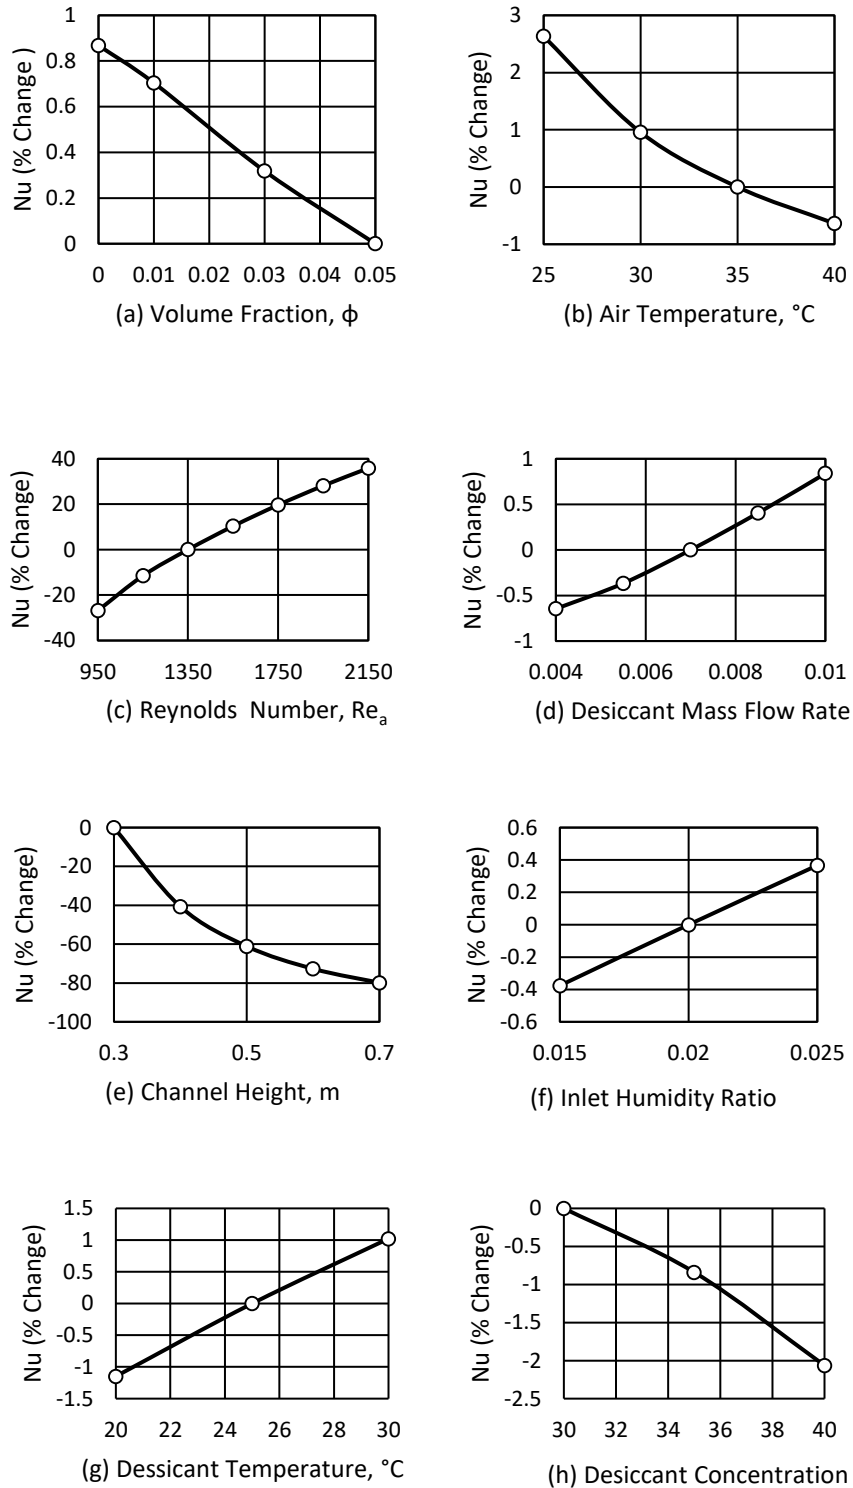 Nu (% Change )
1
0.8
0.6
0.4
0.2
0
0 0.01 0.02 0.03 0.04 0.05
(a) Volume Fraction, ϕ
Nu (% Change)
3
2
1
0
-1
25 30 35 40
(b) Air Temperature, °C
Nu (% Change)
40
20
0
-20
-40
950 1350 1750 2150
(c) Reynolds Number, Reₐ
Nu (% Change)
1
0.5
0
-0.5
-1
0.004 0.006 0.008 0.01
(d) Desiccant Mass Flow Rate
Nu (% Change)
0
-20
-40
-60
-80
-100
0.3 0.5 0.7
(e) Channel Height, m
Nu (% Change)
0.6
0.4
0.2
0
-0.2
-0.4
-0.6
0.015 0.02 0.025
(f) Inlet Humidity Ratio
Nu (% Change)
1.5
1
0.5
0
-0.5
-1
-1.5
20 22 24 26 28 30
(g) Dessicant Temperature, °C
Nu (% Change)
0
-0.5
-1
-1.5
-2
-2.5
30 32 34 36 38 40
(h) Desiccant Concentration